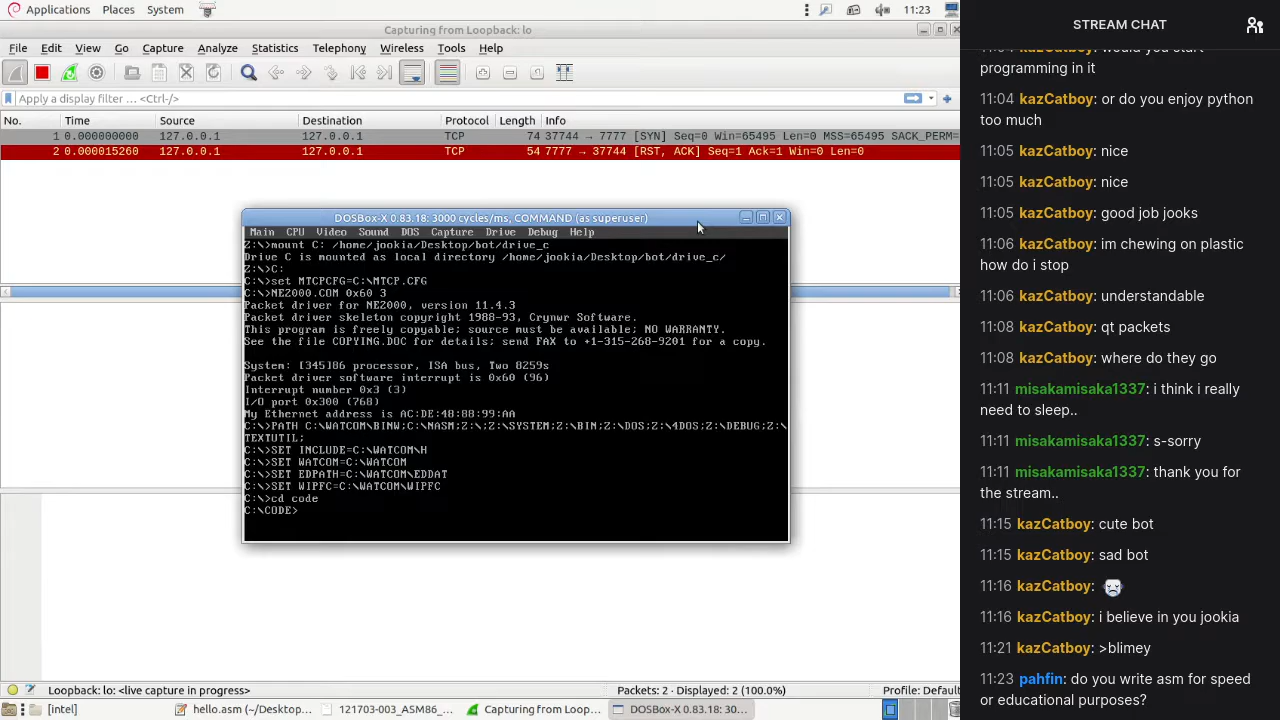 Applications Places System 11:23
Capturing from Loopback: lo
File Edit View Go Capture Analyze Statistics Telephony Wireless Tools Help
Apply a display filter ... <Ctrl-/>
No. Time Source Destination Protocol Length Info
1 0.000000000 127.0.0.1 127.0.0.1 TCP 74 37744 → 7777 [SYN] Seq=0 Win=65495 Len=0 MSS=65495 SACK_PERM=
2 0.000015260 127.0.0.1 127.0.0.1 TCP 54 7777 → 37744 [RST, ACK] Seq=1 Ack=1 Win=0 Len=0
DOSBox-X 0.83.18: 3000 cycles/ms, COMMAND (as superuser)
Main CPU Video Sound DOS Capture Drive Debug Help
Z:\>mount C: /home/jookia/Desktop/bot/drive_c
Drive C is mounted as local directory /home/jookia/Desktop/bot/drive_c/
Z:\>C:
C:\>set MTCPCFG=C:\MTCP.CFG
C:\>NE2000.COM 0x60 3
Packet driver for NE2000, version 11.4.3
Packet driver skeleton copyright 1988-93, Crynwr Software.
This program is freely copyable; source must be available; NO WARRANTY.
See the file COPYING.DOC for details; send FAX to +1-315-268-9201 for a copy.
System: [345]86 processor, ISA bus, Two 8259s
Packet driver software interrupt is 0x60 (96)
Interrupt number 0x3 (3)
I/O port 0x300 (768)
My Ethernet address is AC:DE:48:88:99:AA
C:\>PATH C:\WATCOM\BINW;C:\NASM;Z:\;Z:\SYSTEM;Z:\BIN;Z:\DOS;Z:\4DOS;Z:\DEBUG;Z:\
TEXTUTIL;
C:\>SET INCLUDE=C:\WATCOM\H
C:\>SET WATCOM=C:\WATCOM
C:\>SET EDPATH=C:\WATCOM\EDDAT
C:\>SET WIPFC=C:\WATCOM\WIPFC
C:\>cd code
C:\CODE>
Loopback: lo: <live capture in progress> Packets: 2 · Displayed: 2 (100.0%) Profile: Default
[intel] hello.asm (~/Desktop... 121703-003_ASM86_... Capturing from Loop... DOSBox-X 0.83.18: 30...
STREAM CHAT
11:04 kazCatboy: would you start
programming in it
11:04 kazCatboy: or do you enjoy python
too much
11:05 kazCatboy: nice
11:05 kazCatboy: nice
11:05 kazCatboy: good job jooks
11:06 kazCatboy: im chewing on plastic
how do i stop
11:06 kazCatboy: understandable
11:08 kazCatboy: qt packets
11:08 kazCatboy: where do they go
11:11 misakamisaka1337: i think i really
need to sleep..
11:11 misakamisaka1337: s-sorry
11:11 misakamisaka1337: thank you for
the stream..
11:15 kazCatboy: cute bot
11:15 kazCatboy: sad bot
11:16 kazCatboy:
11:16 kazCatboy: i believe in you jookia
11:21 kazCatboy: >blimey
11:23 pahfin: do you write asm for speed
or educational purposes?